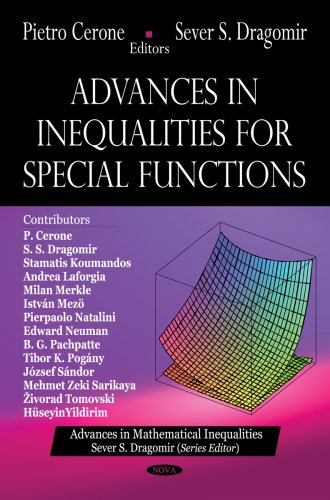 Pietro Cerone ▪ Sever S. Dragomir
Editors
ADVANCES IN
INEQUALITIES FOR
SPECIAL FUNCTIONS
Contributors
P. Cerone
S. S. Dragomir
Stamatis Koumandos
Andrea Laforgia
Milan Merkle
István Mezö
Pierpaolo Natalini
Edward Neuman
B. G. Pachpatte
Tibor K. Pogány
József Sándor
Mehmet Zeki Sarikaya
Živorad Tomovski
HüseyinYildirim
Advances in Mathematical Inequalities
Sever S. Dragomir (Series Editor)
NOVA